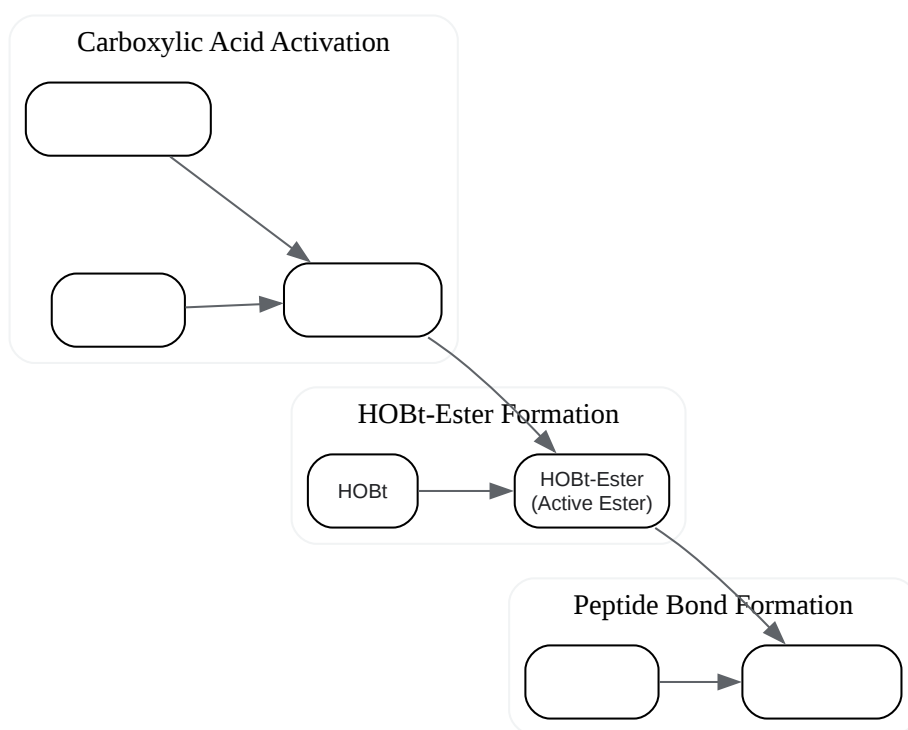 Carboxylic Acid Activation
HOBt-Ester Formation
HOBt
HOBt-Ester
(Active Ester)
Peptide Bond Formation